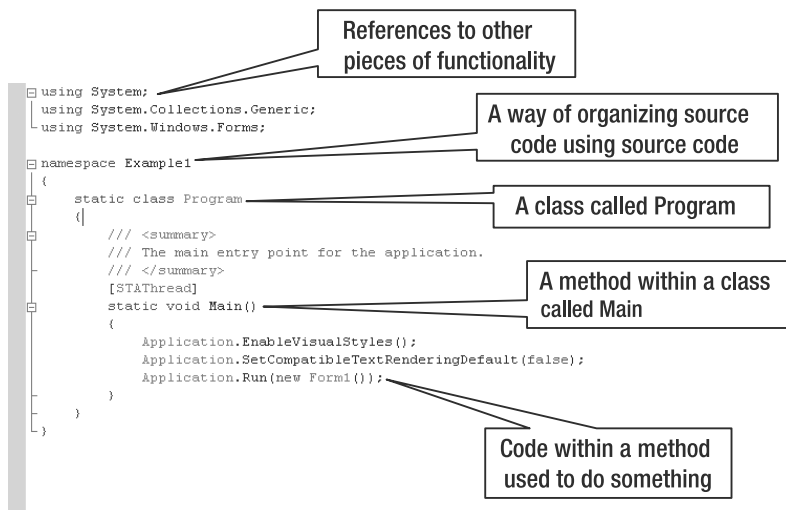 References to other
pieces of functionality
using System;
using System.Collections.Generic;
using System.Windows.Forms;
A way of organizing source
code using source code
namespace Example1
{
static class Program
A class called Program
{
/// <summary>
/// The main entry point for the application.
/// </summary>
[STAThread]
A method within a class
called Main
static void Main()
{
Application.EnableVisualStyles();
Application.SetCompatibleTextRenderingDefault(false);
Application.Run(new Form1());
}
}
}
Code within a method
used to do something